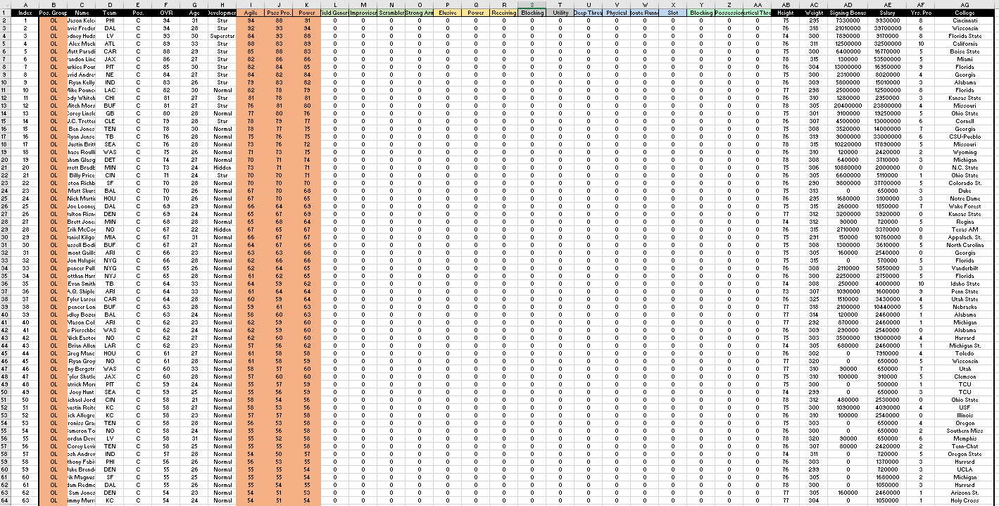 A B C D E F G H I J K L M N O P Q R S T U V W X Y Z AA AB AC AD AE AF AG
1 Index Pos. Group Name Team Pos. OVR Age Developmer Agile Pass Pro. Power ield Genera Improviser Scrambler Strong Arm Elusive Power Receiving Blocking Utility Deep Threa Physical oute Runne Slot Blocking Possession ertical Thre Height Weight Signing Bonus Salary Yrs. Pro College
2 1 OL Jason Kelce PHI C 94 31 Star 94 88 91 0 0 0 0 0 0 0 0 0 0 0 0 0 0 0 0 75 295 7330000 9930000 8 Cincinnati
3 2 OL avis Freder DAL C 94 28 Star 92 93 94 0 0 0 0 0 0 0 0 0 0 0 0 0 0 0 0 76 318 21010000 39700000 6 Wisconsin
4 3 OL odney Huds LV C 93 30 Superstar 84 93 88 0 0 0 0 0 0 0 0 0 0 0 0 0 0 0 0 74 300 7890000 9170000 8 Florida State
5 4 OL Alex Mack ATL C 89 33 Star 88 83 89 0 0 0 0 0 0 0 0 0 0 0 0 0 0 0 0 76 311 12500000 32500000 10 California
6 5 OL Matt Paradi CAR C 88 29 Star 85 88 83 0 0 0 0 0 0 0 0 0 0 0 0 0 0 0 0 75 300 6400000 16770000 5 Boise State
7 6 OL randon Lind JAX C 86 27 Star 82 86 86 0 0 0 0 0 0 0 0 0 0 0 0 0 0 0 0 78 315 130000 53500000 5 Miami
8 7 OL urkice Poun PIT C 85 30 Star 82 84 85 0 0 0 0 0 0 0 0 0 0 0 0 0 0 0 0 76 304 13000000 16950000 9 Florida
9 8 OL avid Andrew NE C 84 27 Star 84 82 84 0 0 0 0 0 0 0 0 0 0 0 0 0 0 0 0 75 300 2310000 8020000 4 Georgia
10 9 OL Ryan Kelly IND C 83 26 Star 79 83 82 0 0 0 0 0 0 0 0 0 0 0 0 0 0 0 0 76 309 5800000 15010000 3 Alabama
11 10 OL Mike Pounce LAC C 82 30 Normal 82 78 79 0 0 0 0 0 0 0 0 0 0 0 0 0 0 0 0 77 298 2500000 12500000 8 Florida
12 11 OL ody Whiteh CHI C 81 27 Star 81 78 81 0 0 0 0 0 0 0 0 0 0 0 0 0 0 0 0 76 310 1280000 2950000 3 Kansas State
13 12 OL Mitch Mors BUF C 81 27 Star 76 81 80 0 0 0 0 0 0 0 0 0 0 0 0 0 0 0 0 78 305 20400000 23800000 4 Missouri
14 13 OL Corey Linsle GB C 80 28 Normal 77 80 76 0 0 0 0 0 0 0 0 0 0 0 0 0 0 0 0 75 301 9100000 19250000 5 Ohio State
15 14 OL J.C. Tretter CLE C 79 28 Star 78 79 77 0 0 0 0 0 0 0 0 0 0 0 0 0 0 0 0 76 307 4500000 13000000 6 Cornell
16 15 OL Ben Jones TEN C 78 30 Normal 78 77 75 0 0 0 0 0 0 0 0 0 0 0 0 0 0 0 0 75 308 3520000 14000000 7 Georgia
17 16 OL Ryan Jense TB C 76 28 Normal 75 76 75 0 0 0 0 0 0 0 0 0 0 0 0 0 0 0 0 76 319 9000000 33000000 6 CSU-Pueblo
18 17 OL Justin Britt SEA C 76 28 Normal 73 76 72 0 0 0 0 0 0 0 0 0 0 0 0 0 0 0 0 78 315 10220000 17890000 5 Missouri
19 18 OL hase Roulli WAS C 75 26 Normal 71 73 75 0 0 0 0 0 0 0 0 0 0 0 0 0 0 0 0 76 310 120000 2420000 2 Wyoming
20 19 OL aham Glasg DET C 74 27 Normal 70 71 74 0 0 0 0 0 0 0 0 0 0 0 0 0 0 0 0 78 308 640000 3710000 3 Michigan
21 20 OL rrett Bradb MIN C 73 24 Hidden 73 71 71 0 0 0 0 0 0 0 0 0 0 0 0 0 0 0 0 75 306 10880000 2000000 0 N.C. State
22 21 OL Billy Price CIN C 71 24 Star 70 70 71 0 0 0 0 0 0 0 0 0 0 0 0 0 0 0 0 75 306 6600000 5110000 1 Ohio State
23 22 OL ston Richb SF C 70 28 Normal 70 70 70 0 0 0 0 0 0 0 0 0 0 0 0 0 0 0 0 76 290 9800000 37700000 5 Colorado St.
24 23 OL Matt Skura BAL C 70 26 Normal 67 70 68 0 0 0 0 0 0 0 0 0 0 0 0 0 0 0 0 75 313 0 650000 3 Duke
25 24 OL Nick Martin HOU C 70 26 Normal 67 70 65 0 0 0 0 0 0 0 0 0 0 0 0 0 0 0 0 76 295 1680000 3100000 3 Notre Dame
26 25 OL Joe Looney DAL C 69 29 Normal 66 64 69 0 0 0 0 0 0 0 0 0 0 0 0 0 0 0 0 75 315 260000 1850000 7 Wake Forest
27 26 OL Dalton Risne DEN C 69 24 Normal 65 67 69 0 0 0 0 0 0 0 0 0 0 0 0 0 0 0 0 77 312 3200000 3920000 0 Kansas State
28 27 OL Brett Jones MIN C 68 28 Normal 65 68 64 0 0 0 0 0 0 0 0 0 0 0 0 0 0 0 0 74 312 90000 720000 5 Regina
29 28 OL Erik McCoy NO C 67 22 Hidden 67 65 67 0 0 0 0 0 0 0 0 0 0 0 0 0 0 0 0 76 315 2710000 3370000 0 Texas AM
30 29 OL aniel Kilgo MIA C 67 31 Normal 66 67 67 0 0 0 0 0 0 0 0 0 0 0 0 0 0 0 0 75 291 150000 10760000 8 Appalach. St.
31 30 OL ussell Bodi BUF C 67 27 Normal 64 67 66 0 0 0 0 0 0 0 0 0 0 0 0 0 0 0 0 75 308 1300000 3610000 5 North Carolina
32 31 OL mont Gailla ARI C 66 23 Normal 63 63 66 0 0 0 0 0 0 0 0 0 0 0 0 0 0 0 0 75 305 160000 2540000 0 Georgia
33 32 OL Jon Halapio NYG C 66 28 Normal 62 66 66 0 0 0 0 0 0 0 0 0 0 0 0 0 0 0 0 75 315 0 570000 5 Florida
34 33 OL pencer Pull NYG C 65 26 Normal 62 64 65 0 0 0 0 0 0 0 0 0 0 0 0 0 0 0 0 76 308 2110000 5850000 3 Vanderbilt
35 34 OL otthan Harr NYJ C 65 28 Normal 61 62 65 0 0 0 0 0 0 0 0 0 0 0 0 0 0 0 0 76 300 2250000 2750000 5 Florida
36 35 OL Evan Smith TB C 64 33 Normal 64 59 62 0 0 0 0 0 0 0 0 0 0 0 0 0 0 0 0 74 308 250000 4000000 10 Idaho State
37 36 OL A.Q. Shiple ARI C 64 33 Normal 61 64 64 0 0 0 0 0 0 0 0 0 0 0 0 0 0 0 0 73 307 1090000 1600000 9 Penn State
38 37 OL Tyler Larsen CAR C 64 28 Normal 60 59 64 0 0 0 0 0 0 0 0 0 0 0 0 0 0 0 0 76 325 1510000 3430000 4 Utah State
39 38 OL pencer Lon BUF C 63 28 Normal 59 61 63 0 0 0 0 0 0 0 0 0 0 0 0 0 0 0 0 77 318 2100000 10440000 5 Nebraska
40 39 OL dley Bozer BAL C 63 24 Normal 58 60 63 0 0 0 0 0 0 0 0 0 0 0 0 0 0 0 0 77 314 120000 2460000 1 Alabama
41 40 OL Mason Col ARI C 62 23 Normal 62 59 60 0 0 0 0 0 0 0 0 0 0 0 0 0 0 0 0 77 292 870000 2460000 1 Michigan
42 41 OL s Pierschba WAS C 62 24 Normal 62 59 60 0 0 0 0 0 0 0 0 0 0 0 0 0 0 0 0 76 309 290000 2540000 0 Alabama
43 42 OL Nick Easton NO C 62 27 Normal 62 60 60 0 0 0 0 0 0 0 0 0 0 0 0 0 0 0 0 75 303 3500000 19000000 4 Harvard
44 43 OL Brian Allen LAR C 62 23 Normal 57 56 62 0 0 0 0 0 0 0 0 0 0 0 0 0 0 0 0 74 305 680000 2460000 1 Michigan St.
45 44 OL Greg Manc HOU C 61 27 Normal 61 58 58 0 0 0 0 0 0 0 0 0 0 0 0 0 0 0 0 76 302 0 7310000 4 Toledo
46 45 OL Ryan Groy NO C 61 28 Normal 61 58 59 0 0 0 0 0 0 0 0 0 0 0 0 0 0 0 0 77 320 0 650000 5 Wisconsin
47 46 OL ny Bergstr WAS C 60 33 Normal 58 57 60 0 0 0 0 0 0 0 0 0 0 0 0 0 0 0 0 77 310 90000 650000 7 Utah
48 47 OL Tyler Shatle JAX C 60 28 Normal 57 60 60 0 0 0 0 0 0 0 0 0 0 0 0 0 0 0 0 75 310 100000 910000 5 Clemson
49 48 OL atrick Morr PIT C 59 24 Normal 55 57 59 0 0 0 0 0 0 0 0 0 0 0 0 0 0 0 0 75 300 0 500000 1 TCU
50 49 OL Joey Hunt SEA C 59 25 Normal 55 56 59 0 0 0 0 0 0 0 0 0 0 0 0 0 0 0 0 74 299 0 650000 3 TCU
51 50 OL ichael Jord CIN C 58 21 Normal 58 54 56 0 0 0 0 0 0 0 0 0 0 0 0 0 0 0 0 78 312 480000 2530000 0 Ohio State
52 51 OL Austin Reite KC C 58 27 Normal 58 53 56 0 0 0 0 0 0 0 0 0 0 0 0 0 0 0 0 75 300 1090000 4090000 4 USF
53 52 OL ick Allegre KC C 58 23 Normal 57 57 58 0 0 0 0 0 0 0 0 0 0 0 0 0 0 0 0 76 310 100000 2540000 0 Illinois
54 53 OL roniss Gras TEN C 58 28 Normal 56 53 58 0 0 0 0 0 0 0 0 0 0 0 0 0 0 0 0 75 303 0 650000 4 Oregon
55 54 OL ameron To NO C 58 24 Normal 55 56 58 0 0 0 0 0 0 0 0 0 0 0 0 0 0 0 0 76 300 0 650000 2 Southern Miss
56 55 OL ordan Deve LV C 58 31 Normal 55 52 58 0 0 0 0 0 0 0 0 0 0 0 0 0 0 0 0 78 320 90000 650000 6 Memphis
57 56 OL Corey Levin TEN C 58 25 Normal 55 55 58 0 0 0 0 0 0 0 0 0 0 0 0 0 0 0 0 76 307 80000 2420000 2 Tenn-Chat
58 57 OL osh Andrew IND C 57 28 Normal 54 50 57 0 0 0 0 0 0 0 0 0 0 0 0 0 0 0 0 74 311 0 720000 5 Oregon State
59 58 OL thony Fabia PHI C 56 26 Normal 56 53 55 0 0 0 0 0 0 0 0 0 0 0 0 0 0 0 0 76 303 0 1370000 3 Harvard
60 59 OL Jake Brende DEN C 55 26 Normal 55 55 54 0 0 0 0 0 0 0 0 0 0 0 0 0 0 0 0 76 299 0 720000 3 UCLA
61 60 OL rik Magnus SF C 55 25 Normal 55 55 54 0 0 0 0 0 0 0 0 0 0 0 0 0 0 0 0 76 305 0 1680000 2 Michigan
62 61 OL dam Redmo DAL C 55 26 Normal 55 54 55 0 0 0 0 0 0 0 0 0 0 0 0 0 0 0 0 78 300 0 1050000 3 Harvard
63 62 OL Sam Jones DEN C 54 23 Normal 54 51 53 0 0 0 0 0 0 0 0 0 0 0 0 0 0 0 0 77 305 160000 2460000 1 Arizona St.
64 63 OL immy Murra KC C 54 24 Normal 54 51 54 0 0 0 0 0 0 0 0 0 0 0 0 0 0 0 0 77 304 0 1050000 1 Holy Cross